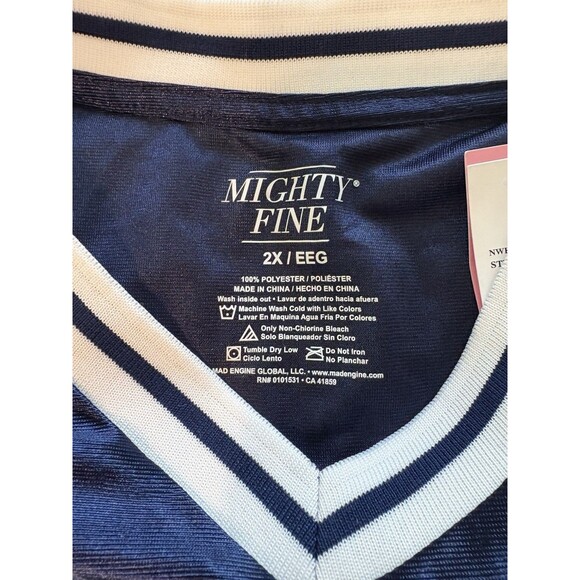 MIGHTY®
FINE
2X / EEG
100% POLYESTER / POLIÉSTER
MADE IN CHINA / HECHO EN CHINA
Wash inside out • Lavar de adentro hacia afuera
Machine Wash Cold with Like Colors
Lavar En Maquina Agua Fria Por Colores
Only Non-Chlorine Bleach
Solo Blanqueador Sin Cloro
Tumble Dry Low
Ciclo Lento
Do Not Iron
No Planchar
MAD ENGINE GLOBAL, LLC. • www.madengine.com
RN# 0101531 • CA 41859